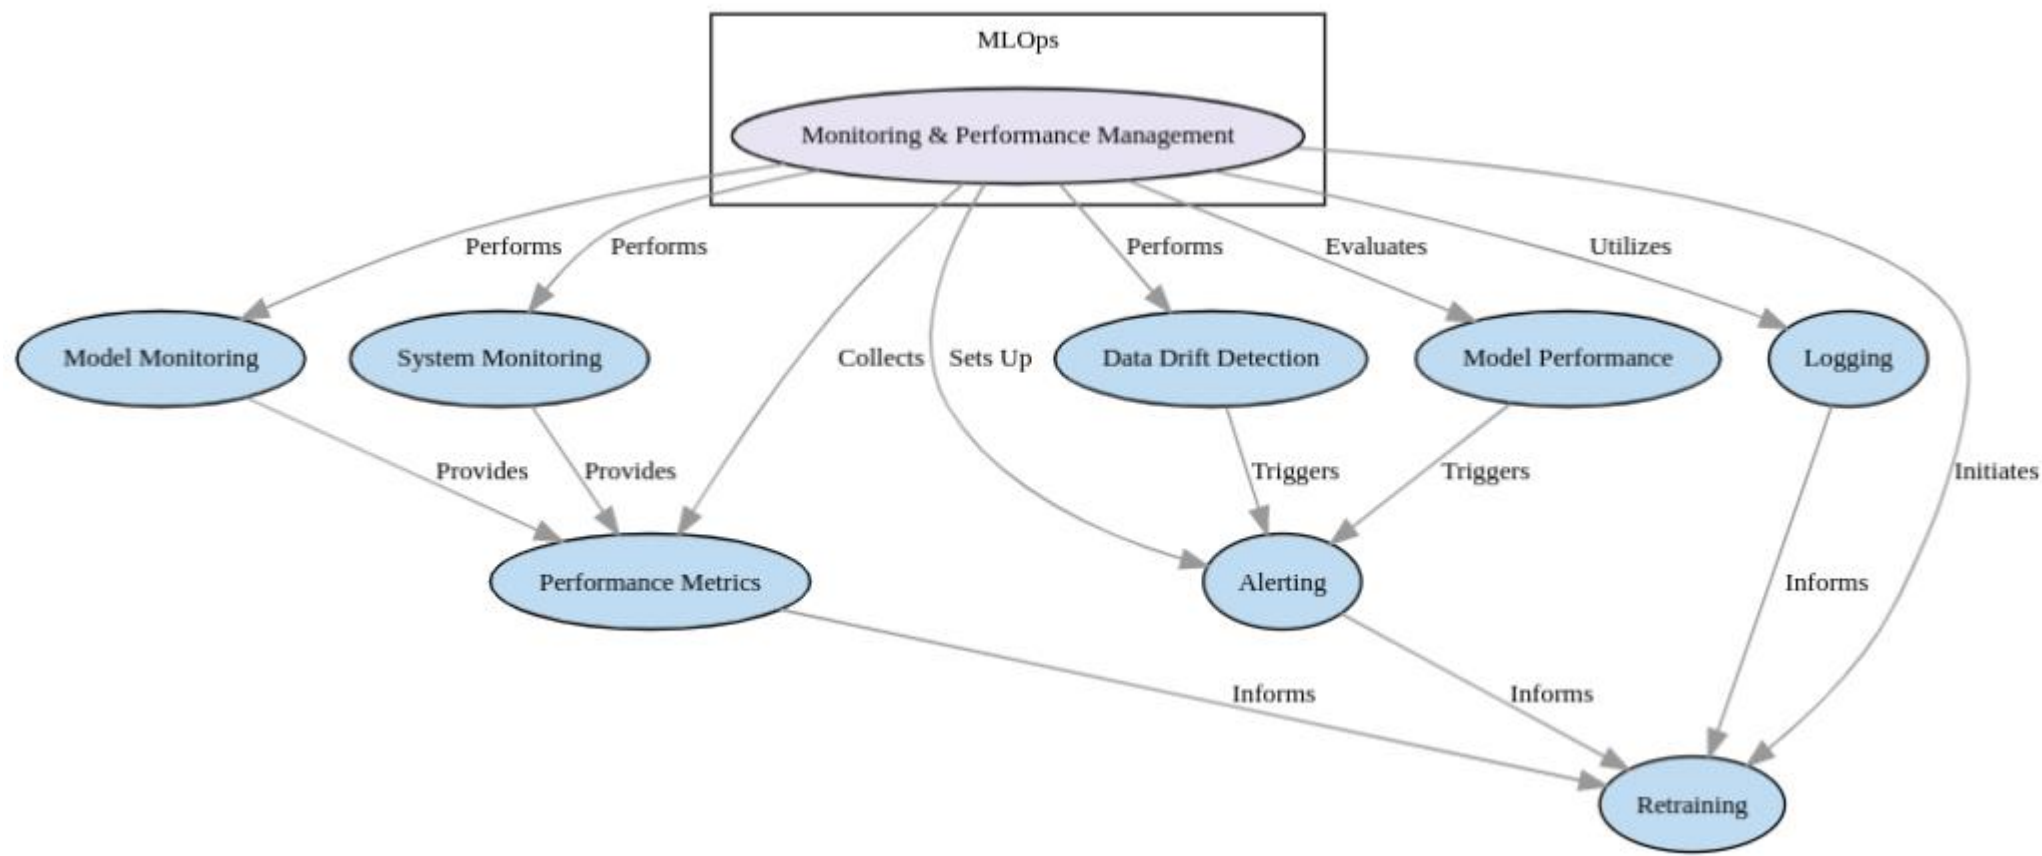 MLOps
Monitoring & Performance Management
Performs
Performs
Performs
Evaluates
Utilizes
Model Monitoring
System Monitoring
Collects
Sets Up
Data Drift Detection
Model Performance
Logging
Provides
Provides
Triggers
Triggers
Initiates
Performance Metrics
Alerting
Informs
Informs
Informs
Retraining